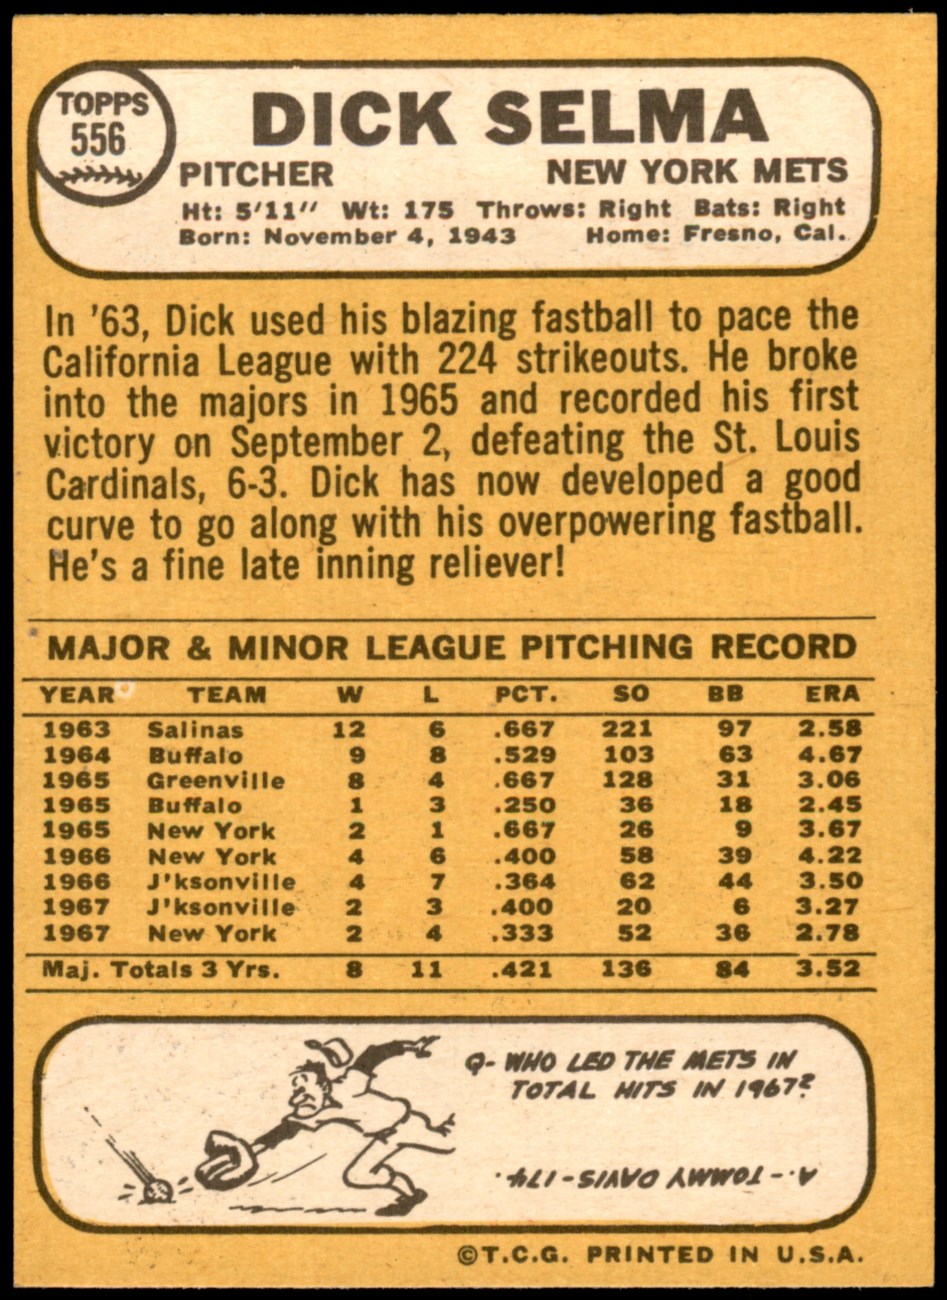 TOPPS
556
DICK SELMA
PITCHER NEW YORK METS
Ht: 5'11" Wt: 175 Throws: Right Bats: Right
Born: November 4, 1943 Home: Fresno, Cal.
In '63, Dick used his blazing fastball to pace the
California League with 224 strikeouts. He broke
into the majors in 1965 and recorded his first
victory on September 2, defeating the St. Louis
Cardinals, 6-3. Dick has now developed a good
curve to go along with his overpowering fastball.
He's a fine late inning reliever!
MAJOR & MINOR LEAGUE PITCHING RECORD
YEAR TEAM W L PCT. SO BB ERA
1963 Salinas 12 6 .667 221 97 2.58
1964 Buffalo 9 8 .529 103 63 4.67
1965 Greenville 8 4 .667 128 31 3.06
1965 Buffalo 1 3 .250 36 18 2.45
1965 New York 2 1 .667 26 9 3.67
1966 New York 4 6 .400 58 39 4.22
1966 J'ksonville 4 7 .364 62 44 3.50
1967 J'ksonville 2 3 .400 20 6 3.27
1967 New York 2 4 .333 52 36 2.78
Maj. Totals 3 Yrs. 8 11 .421 136 84 3.52
Q- WHO LED THE METS IN
TOTAL HITS IN 1967?
A.- TOMMY DAVIS-174.
©T.C.G. PRINTED IN U.S.A.